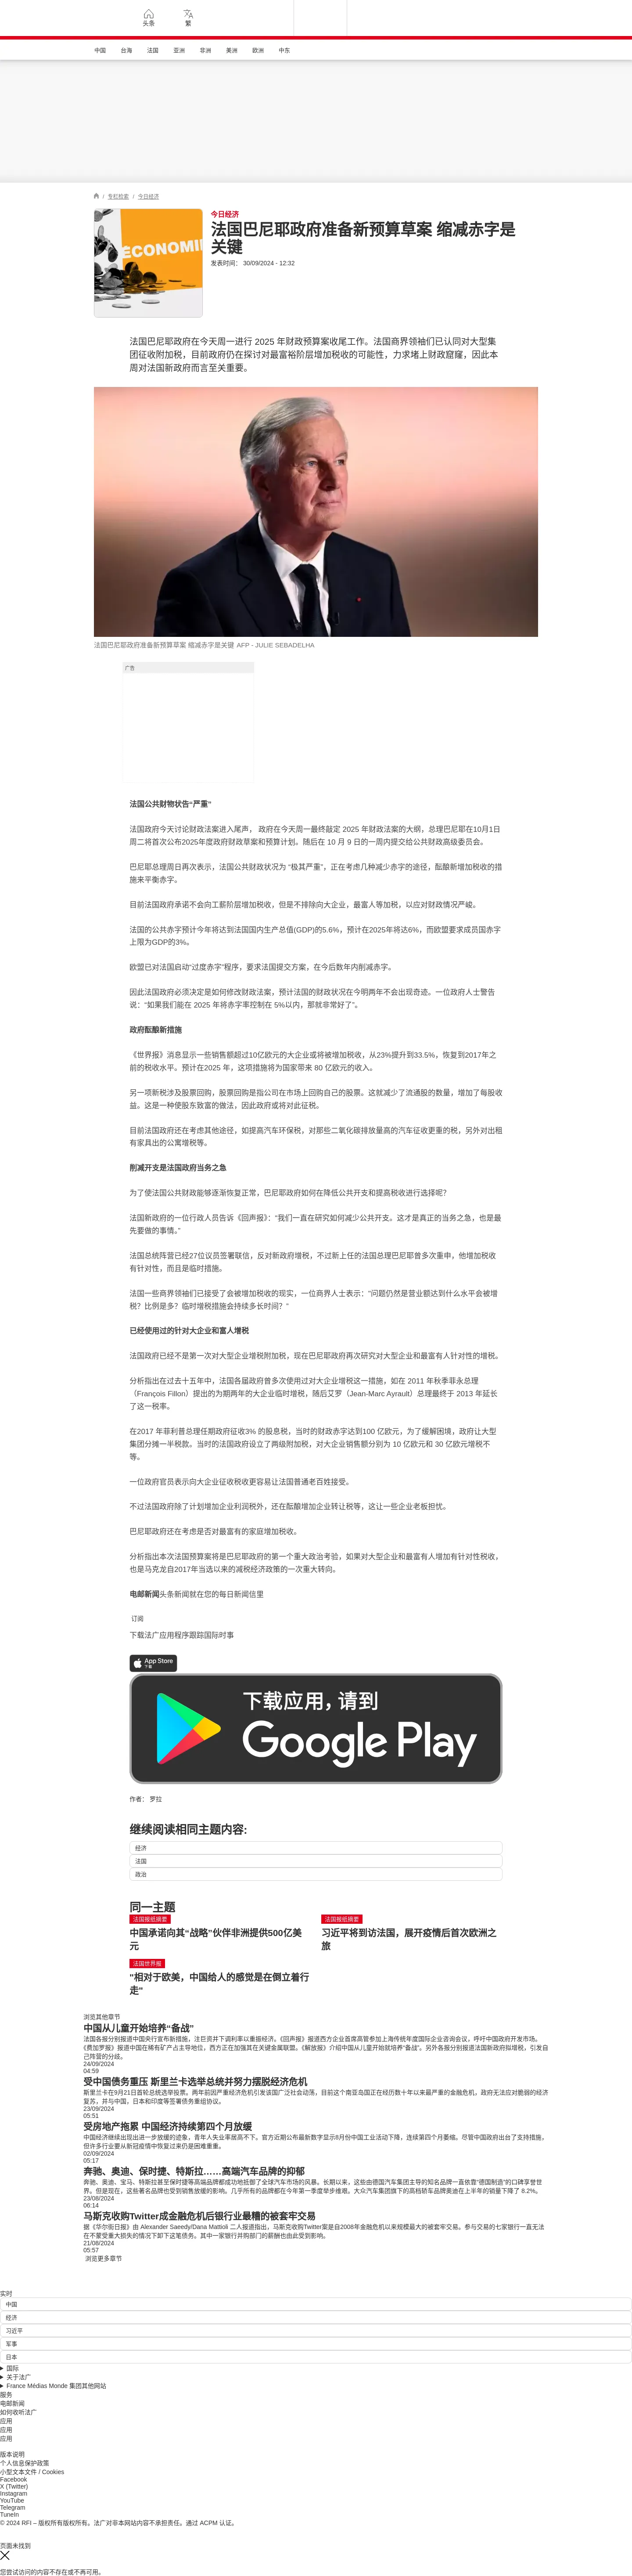 头条
繁
中国 台海 法国 亚洲 非洲 美洲 欧洲 中东
/ 专栏检索 / 今日经济
ECONOMI
今日经济
法国巴尼耶政府准备新预算草案 缩减赤字是
关键
发表时间： 30/09/2024 - 12:32
法国巴尼耶政府在今天周一进行 2025 年财政预算案收尾工作。法国商界领袖们已认同对大型集
团征收附加税，目前政府仍在探讨对最富裕阶层增加税收的可能性，力求堵上财政窟窿，因此本
周对法国新政府而言至关重要。
法国巴尼耶政府准备新预算草案 缩减赤字是关键 AFP - JULIE SEBADELHA
广告
法国公共财物状告“严重”
法国政府今天讨论财政法案进入尾声， 政府在今天周一最终敲定 2025 年财政法案的大纲，总理巴尼耶在10月1日
周二将首次公布2025年度政府财政草案和预算计划。随后在 10 月 9 日的一周内提交给公共财政高级委员会。
巴尼耶总理周日再次表示，法国公共财政状况为 “极其严重”，正在考虑几种减少赤字的途径，酝酿新增加税收的措
施来平衡赤字。
目前法国政府承诺不会向工薪阶层增加税收，但是不排除向大企业，最富人等加税，以应对财政情况严峻。
法国的公共赤字预计今年将达到法国国内生产总值(GDP)的5.6%，预计在2025年将达6%，而欧盟要求成员国赤字
上限为GDP的3%。
欧盟已对法国启动“过度赤字”程序，要求法国提交方案，在今后数年内削减赤字。
因此法国政府必须决定是如何修改财政法案，预计法国的财政状况在今明两年不会出现奇迹。一位政府人士警告
说：“如果我们能在 2025 年将赤字率控制在 5%以内，那就非常好了”。
政府酝酿新措施
《世界报》消息显示一些销售额超过10亿欧元的大企业或将被增加税收，从23%提升到33.5%，恢复到2017年之
前的税收水平。预计在2025 年，这项措施将为国家带来 80 亿欧元的收入。
另一项新税涉及股票回购，股票回购是指公司在市场上回购自己的股票。这就减少了流通股的数量，增加了每股收
益。这是一种使股东致富的做法，因此政府或将对此征税。
目前法国政府还在考虑其他途径，如提高汽车环保税，对那些二氧化碳排放量高的汽车征收更重的税，另外对出租
有家具出的公寓增税等。
削减开支是法国政府当务之急
为了使法国公共财政能够逐渐恢复正常，巴尼耶政府如何在降低公共开支和提高税收进行选择呢？
法国新政府的一位行政人员告诉《回声报》：“我们一直在研究如何减少公共开支。这才是真正的当务之急，也是最
先要做的事情。”
法国总统阵营已经27位议员签署联信，反对新政府增税，不过新上任的法国总理巴尼耶曾多次重申，他增加税收
有针对性，而且是临时措施。
法国一些商界领袖们已接受了会被增加税收的现实，一位商界人士表示：“问题仍然是营业额达到什么水平会被增
税？比例是多？临时增税措施会持续多长时间？”
已经使用过的针对大企业和富人增税
法国政府已经不是第一次对大型企业增税附加税，现在巴尼耶政府再次研究对大型企业和最富有人针对性的增税。
分析指出在过去十五年中，法国各届政府曾多次使用过对大企业增税这一措施，如在 2011 年秋季菲永总理
（François Fillon）提出的为期两年的大企业临时增税，随后艾罗（Jean-Marc Ayrault）总理最终于 2013 年延长
了这一税率。
在2017 年菲利普总理任期政府征收3% 的股息税，当时的财政赤字达到100 亿欧元，为了缓解困境，政府让大型
集团分摊一半税款。当时的法国政府设立了两级附加税，对大企业销售额分别为 10 亿欧元和 30 亿欧元增税不
等。
一位政府官员表示向大企业征收税收更容易让法国普通老百姓接受。
不过法国政府除了计划增加企业利润税外，还在酝酿增加企业转让税等，这让一些企业老板担忧。
巴尼耶政府还在考虑是否对最富有的家庭增加税收。
分析指出本次法国预算案将是巴尼耶政府的第一个重大政治考验，如果对大型企业和最富有人增加有针对性税收，
也是马克龙自2017年当选以来的减税经济政策的一次重大转向。
电邮新闻头条新闻就在您的每日新闻信里
订阅
下载法广应用程序跟踪国际时事
App Store
下载
下载应用，请到
Google Play
作者： 罗拉
继续阅读相同主题内容:
经济
法国
政治
同一主题
法国报纸摘要
中国承诺向其“战略”伙伴非洲提供500亿美
元
法国报纸摘要
习近平将到访法国，展开疫情后首次欧洲之
旅
法国世界报
"相对于欧美，中国给人的感觉是在倒立着行
走"
浏览其他章节
中国从儿童开始培养“备战”
法国各报分别报道中国央行宣布新措施，注巨资并下调利率以重振经济。《回声报》报道西方企业首席高管参加上海传统年度国际企业咨询会议，呼吁中国政府开发市场。
《费加罗报》报道中国在稀有矿产占主导地位，西方正在加强其在关键金属联盟。《解放报》介绍中国从儿童开始就培养“备战”。另外各报分别报道法国新政府拟增税，引发自
己阵营的分歧。
24/09/2024
04:59
受中国债务重压 斯里兰卡选举总统并努力摆脱经济危机
斯里兰卡在9月21日首轮总统选举投票。两年前因严重经济危机引发该国广泛社会动荡，目前这个南亚岛国正在经历数十年以来最严重的金融危机，政府无法应对脆弱的经济
复苏，并与中国，日本和印度等签署债务重组协议。
23/09/2024
05:51
受房地产拖累 中国经济持续第四个月放缓
中国经济继续出现出进一步放缓的迹象，青年人失业率居高不下。官方近期公布最新数字显示8月份中国工业活动下降，连续第四个月萎缩。尽管中国政府出台了支持措施，
但许多行业要从新冠疫情中恢复过来仍是困难重重。
02/09/2024
05:17
奔驰、奥迪、保时捷、特斯拉……高端汽车品牌的抑郁
奔驰、奥迪、宝马、特斯拉甚至保时捷等高端品牌都成功地抵御了全球汽车市场的风暴。长期以来，这些由德国汽车集团主导的知名品牌一直依靠“德国制造”的口碑享誉世
界。但是现在，这些著名品牌也受到销售放缓的影响。几乎所有的品牌都在今年第一季度举步维艰。大众汽车集团旗下的高档轿车品牌奥迪在上半年的销量下降了 8.2%。
23/08/2024
06:14
马斯克收购Twitter成金融危机后银行业最糟的被套牢交易
据《华尔街日报》由 Alexander Saeedy/Dana Mattioli 二人报道指出，马斯克收购Twitter案是自2008年金融危机以来规模最大的被套牢交易。参与交易的七家银行一直无法
在不蒙受重大损失的情况下卸下这笔债务。其中一家银行并购部门的薪酬也由此受到影响。
21/08/2024
05:57
浏览更多章节
实时
中国
经济
习近平
军事
日本
国际
关于法广
France Médias Monde 集团其他网站
服务
电邮新闻
如何收听法广
应用
应用
应用
版本说明
个人信息保护政策
小型文本文件 / Cookies
Facebook
X (Twitter)
Instagram
YouTube
Telegram
TuneIn
© 2024 RFI – 版权所有版权所有。法广对非本网站内容不承担责任。通过 ACPM 认证。
页面未找到
您尝试访问的内容不存在或不再可用。